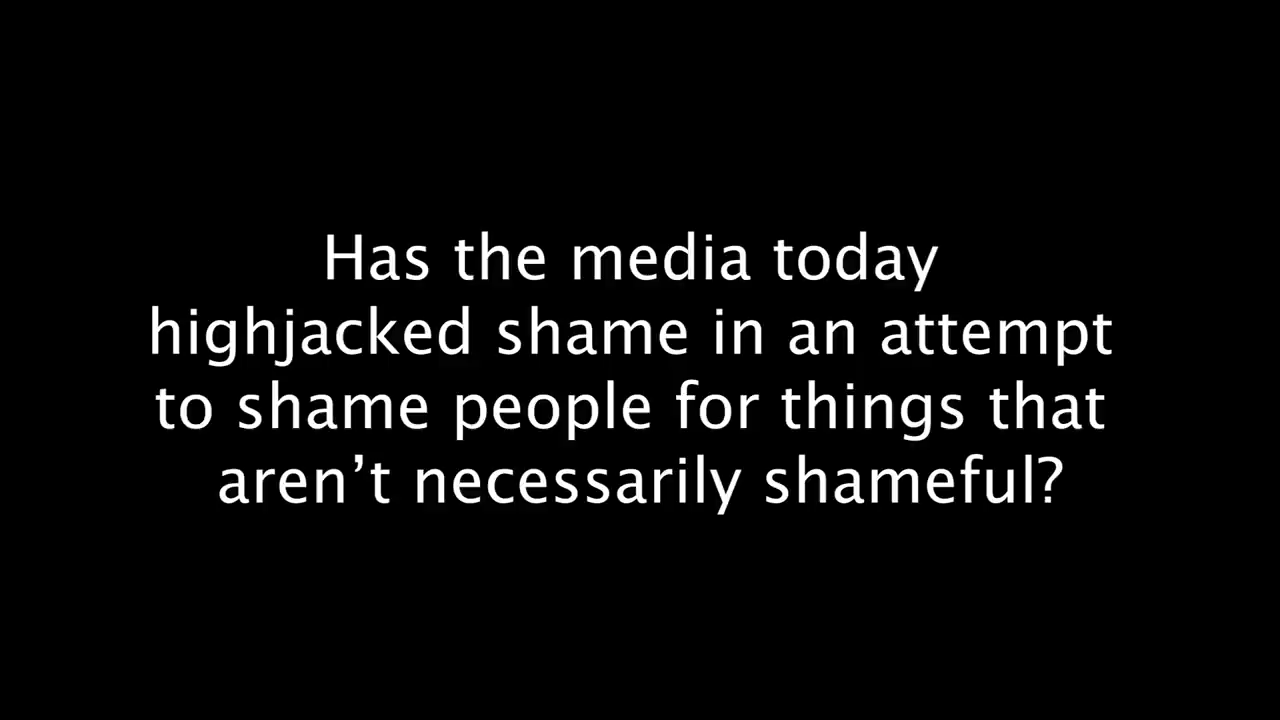 Has the media today
highjacked shame in an attempt
to shame people for things that
aren’t necessarily shameful?